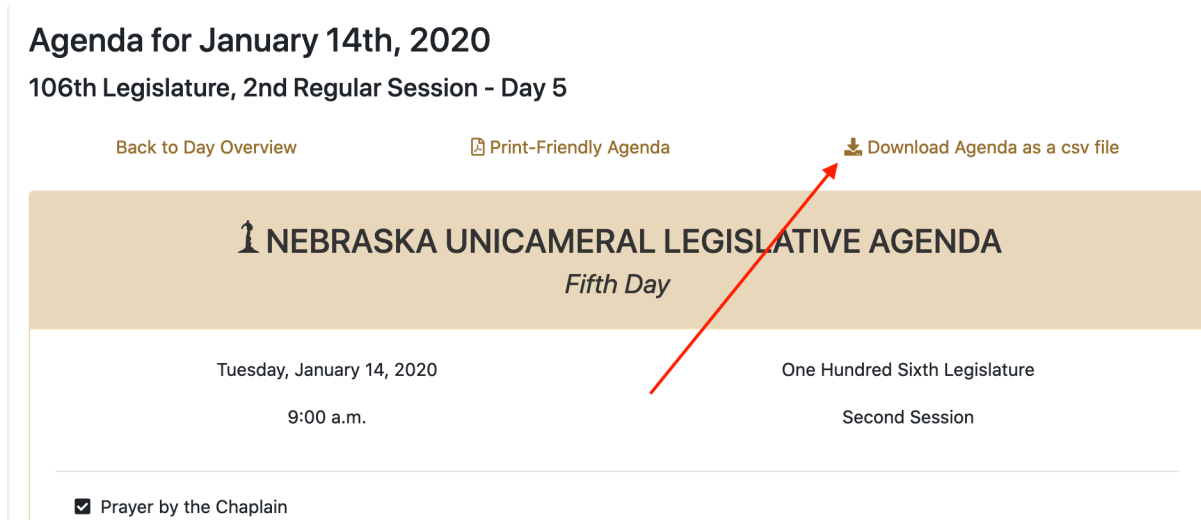 Agenda for January 14th, 2020
106th Legislature, 2nd Regular Session - Day 5
Back to Day Overview
Print-Friendly Agenda
Download Agenda as a csv file
NEBRASKA UNICAMERAL LEGISLATIVE AGENDA
Fifth Day
Tuesday, January 14, 2020
One Hundred Sixth Legislature
9:00 a.m.
Second Session
Prayer by the Chaplain